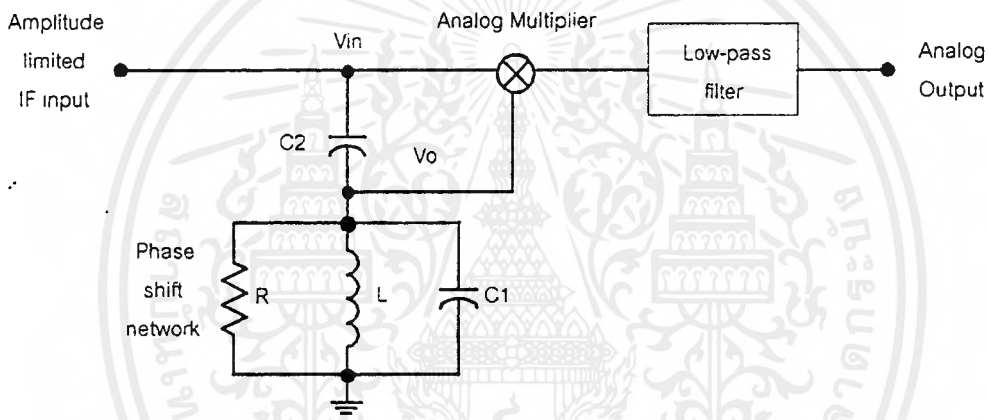 Analog Multiplier
Amplitude
limited
IF input
Vin
Low-pass
filter
Analog
Output
C2
Vo
Phase
shift
network
R
L
C1